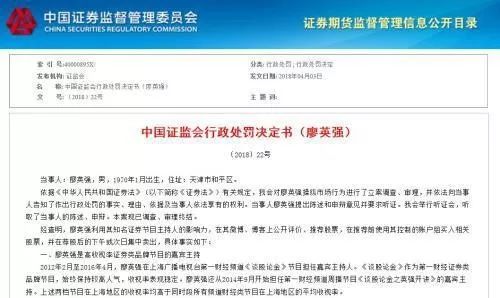 中国证券监督管理委员会
CHINA SECURITIES REGULATORY COMMISSION
证券期货监督管理信息公开目录
索 引 号:40000895X
分类: 行政处罚 ; 行政处罚决定
发布机构: 证监会
发文日期: 2018年04月03日
名 称: 中国证监会行政处罚决定书（廖英强）
文 号: 〔2018〕22号
主 题 词:
中国证监会行政处罚决定书（廖英强）
〔2018〕22号
当事人：廖英强，男，1970年1月出生，住址：天津市和平区。
依据《中华人民共和国证券法》（以下简称《证券法》）有关规定，我会对廖英强操纵市场行为进行了立案调查、审理，并依法向当事
人告知了作出行政处罚的事实、理由、依据及当事人依法享有的权利。当事人廖英强提出陈述和申辩意见并要求听证。我会举行听证会，听
取了当事人的陈述、申辩。本案现已调查、审理终结。
经查明，廖英强利用其知名证券节目主持人的影响力，在其微博、博客上公开评价、推荐股票，在推荐前使用其控制的账户组买入相关
股票，并在荐股后的下午或次日集中卖出，具体事实如下：
一、廖英强是高收视率证券类品牌节目的嘉宾主持
2012年2月至2016年4月，廖英强在上海广播电视台第一财经频道《谈股论金》节目担任嘉宾主持人。《谈股论金》作为第一财经证券类
品牌节目，始终保持较高人气，收视率表现稳定，廖英强还从2014年9月开始担任第一财经频道周播节目《谈股论金之英强开讲》的嘉宾主
持。上述两档节目在上海地区的收视率均高于同时段所有频道财经类节目在上海地区的平均收视率。